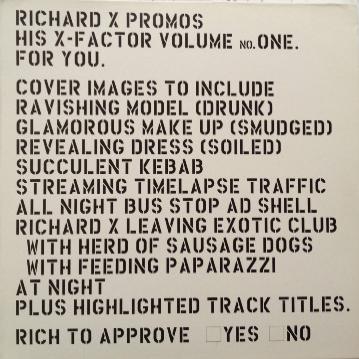 RICHARD X PROMOS
HIS X-FACTOR VOLUME NO.ONE.
FOR YOU.
COVER IMAGES TO INCLUDE
RAVISHING MODEL (DRUNK)
GLAMOROUS MAKE UP (SMUDGED)
REVEALING DRESS (SOILED)
SUCCULENT KEBAB
STREAMING TIMELAPSE TRAFFIC
ALL NIGHT BUS STOP AD SHELL
RICHARD X LEAVING EXOTIC CLUB
WITH HERD OF SAUSAGE DOGS
WITH FEEDING PAPARAZZI
AT NIGHT
PLUS HIGHLIGHTED TRACK TITLES.
RICH TO APPROVE YES NO